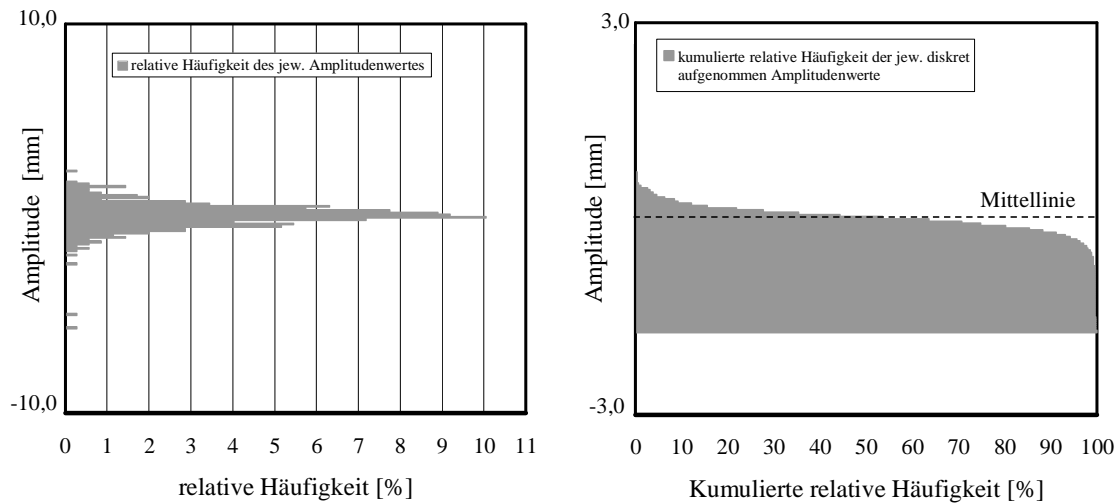 10,0
relative Häufigkeit des jew. Amplitudenwertes
Amplitude [mm]
-10,0
0 1 2 3 4 5 6 7 8 9 10 11
relative Häufigkeit [%]
3,0
kumulierte relative Häufigkeit der jew. diskret
aufgenommen Amplitudenwerte
Mittellinie
Amplitude [mm]
-3,0
0 10 20 30 40 50 60 70 80 90 100
Kumulierte relative Häufigkeit [%]